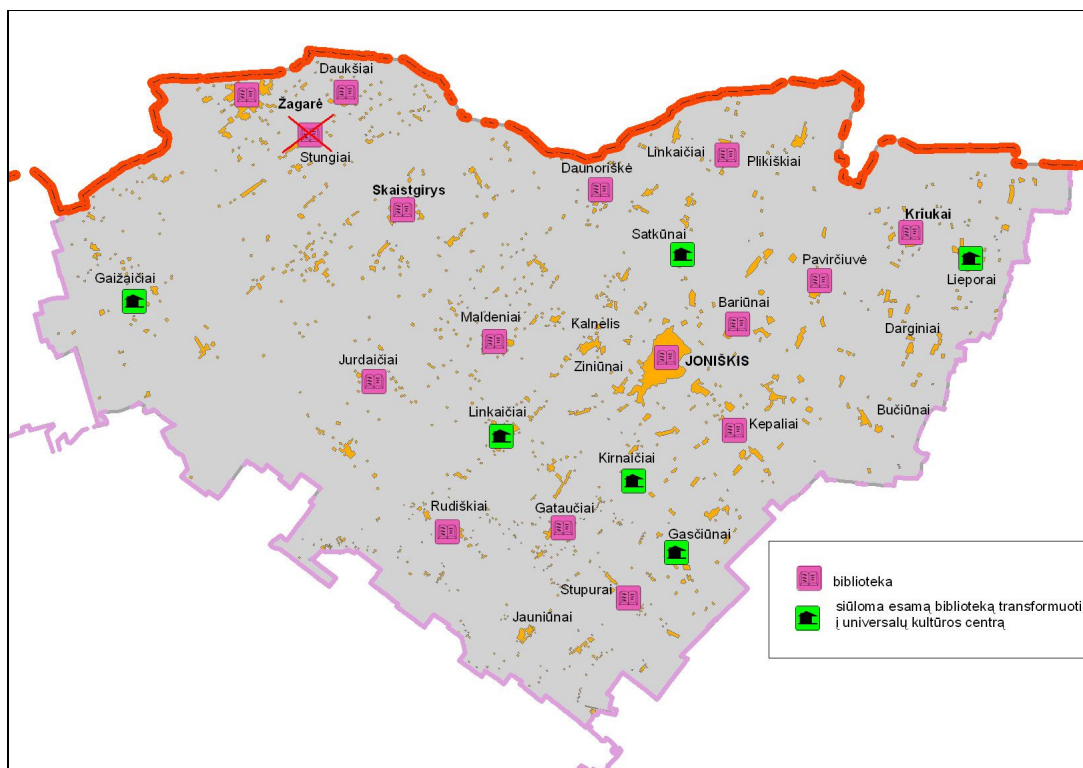 Daukšiai
Žagarė
Stungiai
Linkaičiai
Plikiškiai
Daunoriškė
Skaistgirys
Kriukai
Satkūnai
Pavirčiuvė
Gaižaičiai
Lieporai
Bariūnai
Maldeniai
Kalnelis
Darginiai
Jurdaičiai
Ziniūnai
JONIŠKIS
Linkaičiai
Bučiūnai
Kepaliai
Kirnaičiai
Rudiškiai
Gataučiai
Gasčiūnai
Stupurai
Jauniūnai
biblioteka
siūloma esamą biblioteką transformuoti
į universalų kultūros centrą